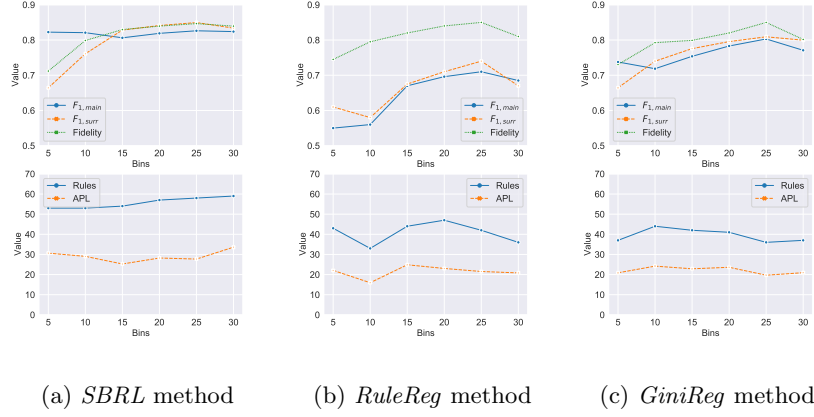 0.9
0.8
0.7
0.6
0.5
Value
F1,main
F1,surr
Fidelity
5 10 15 20 25 30
Bins
70
60
50
40
30
20
10
0
Value
Rules
APL
5 10 15 20 25 30
Bins
(a) SBRL method
0.9
0.8
0.7
0.6
0.5
Value
F1,main
F1,surr
Fidelity
5 10 15 20 25 30
Bins
70
60
50
40
30
20
10
0
Value
Rules
APL
5 10 15 20 25 30
Bins
(b) RuleReg method
0.9
0.8
0.7
0.6
0.5
Value
F1,main
F1,surr
Fidelity
5 10 15 20 25 30
Bins
70
60
50
40
30
20
10
0
Value
Rules
APL
5 10 15 20 25 30
Bins
(c) GiniReg method